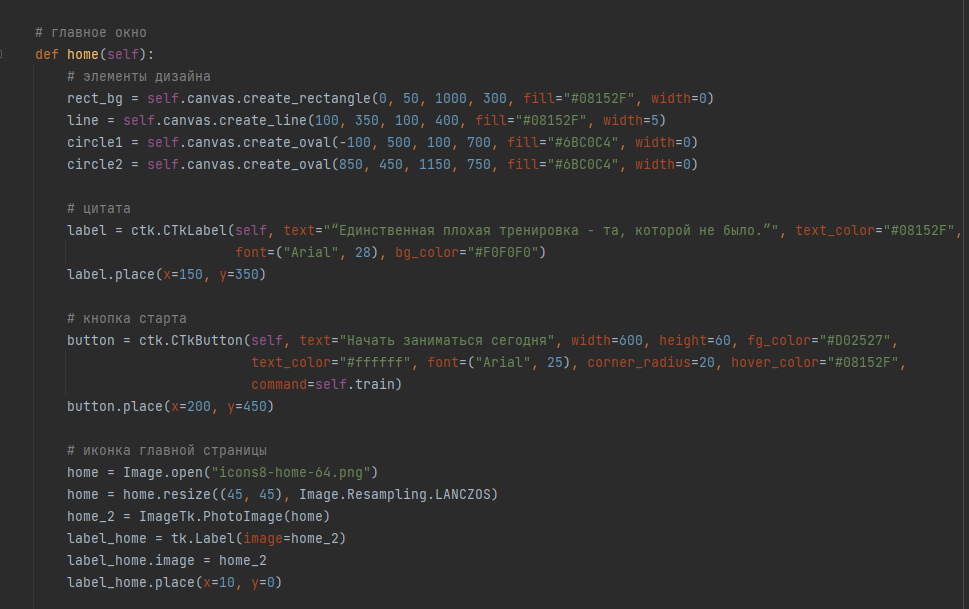 # главное окно
def home(self):
# элементы дизайна
rect_bg = self.canvas.create_rectangle(0, 50, 1000, 300, fill="#08152F", width=0)
line = self.canvas.create_line(100, 350, 100, 400, fill="#08152F", width=5)
circle1 = self.canvas.create_oval(-100, 500, 100, 700, fill="#6BC0C4", width=0)
circle2 = self.canvas.create_oval(850, 450, 1150, 750, fill="#6BC0C4", width=0)
# цитата
label = ctk.CTkLabel(self, text="“Единственная плохая тренировка - та, которой не было.”", text_color="#08152F",
font=("Arial", 28), bg_color="#F0F0F0")
label.place(x=150, y=350)
# кнопка старта
button = ctk.CTkButton(self, text="Начать заниматься сегодня", width=600, height=60, fg_color="#D02527",
text_color="#ffffff", font=("Arial", 25), corner_radius=20, hover_color="#08152F",
command=self.train)
button.place(x=200, y=450)
# иконка главной страницы
home = Image.open("icons8-home-64.png")
home = home.resize((45, 45), Image.Resampling.LANCZOS)
home_2 = ImageTk.PhotoImage(home)
label_home = tk.Label(image=home_2)
label_home.image = home_2
label_home.place(x=10, y=0)